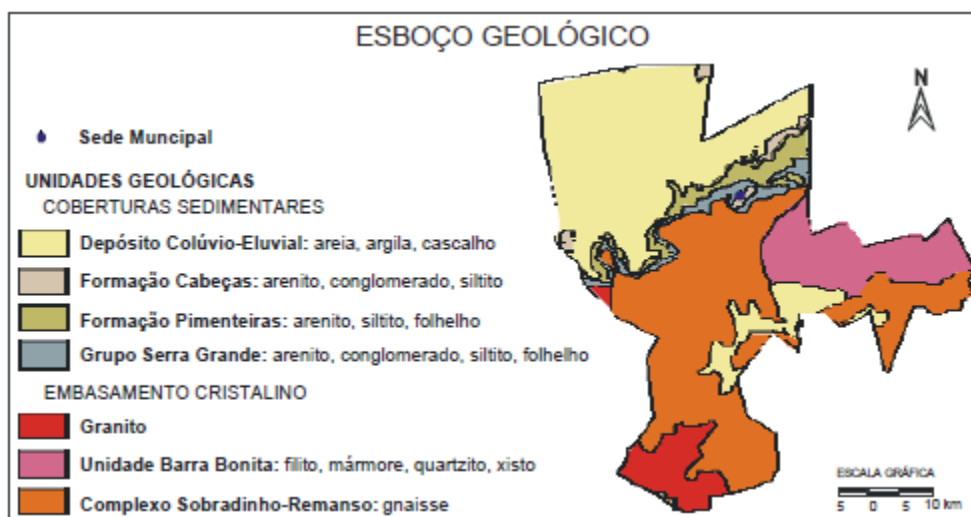 ESBOÇO GEOLÓGICO
N
Sede Muncipal
UNIDADES GEOLÓGICAS
COBERTURAS SEDIMENTARES
Depósito Colúvio-Eluvial: areia, argila, cascalho
Formação Cabeças: arenito, conglomerado, siltito
Formação Pimenteiras: arenito, siltito, folhelho
Grupo Serra Grande: arenito, conglomerado, siltito, folhelho
EMBASAMENTO CRISTALINO
Granito
Unidade Barra Bonita: filito, mármore, quartzito, xisto
Complexo Sobradinho-Remanso: gnaisse
ESCALA GRÁFICA
5 0 5 10 km